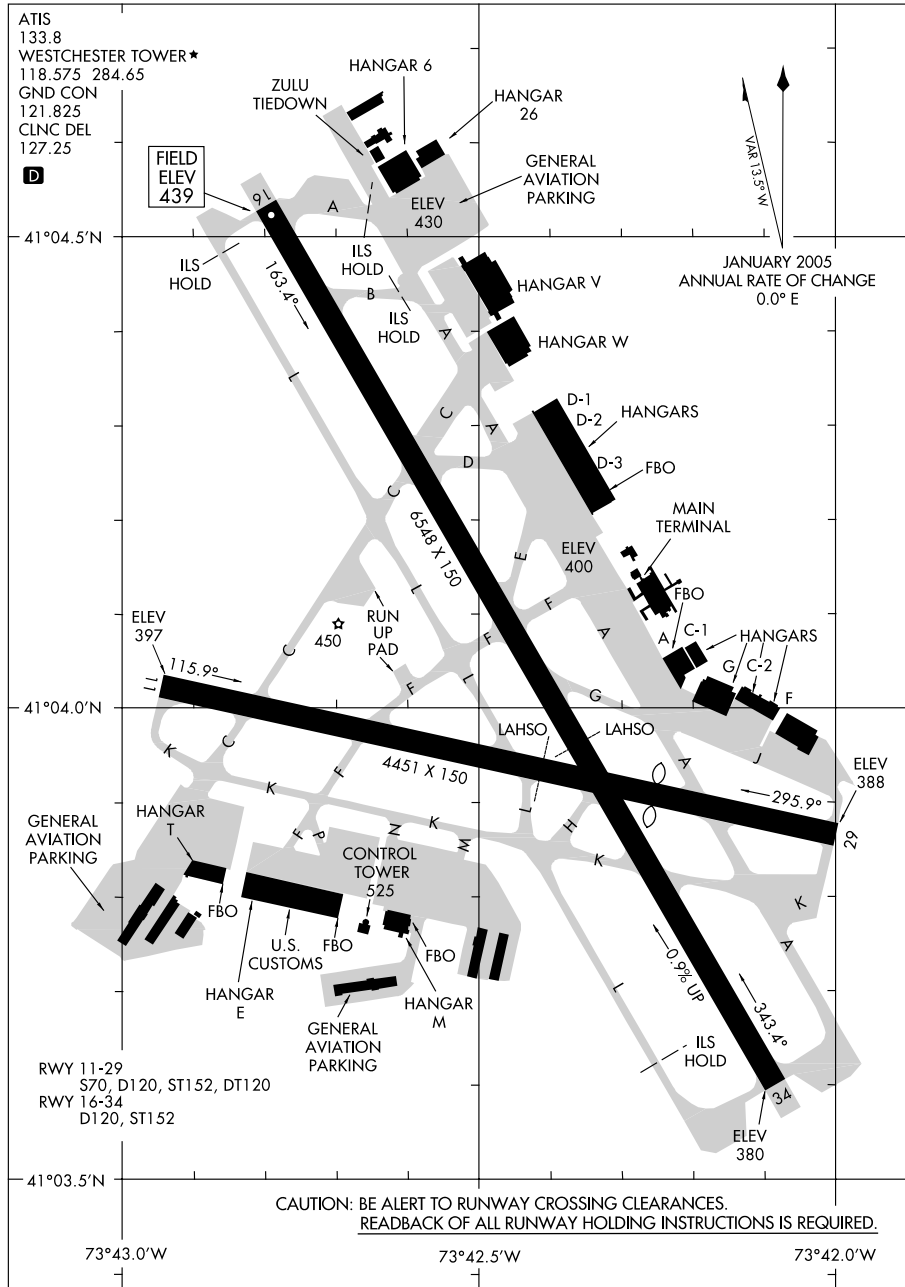 ATIS
133.8
WESTCHESTER TOWER★
118.575 284.65
GND CON
121.825
CLNC DEL
127.25
D
HANGAR 6
ZULU
TIEDOWN
HANGAR
26
FIELD
ELEV
439
16
A
ELEV
430
GENERAL
AVIATION
PARKING
VAR 13.5° W
JANUARY 2005
ANNUAL RATE OF CHANGE
0.0° E
41°04.5'N
ILS
HOLD
ILS
HOLD
163.4°
B
ILS
HOLD
HANGAR V
A
HANGAR W
L
C
A
D-1
D-2
HANGARS
D
D-3
FBO
C
6548 X 150
MAIN
TERMINAL
E
ELEV
400
L
F
FBO
RUN
UP
PAD
450
F
A
A
C-1
HANGARS
ELEV
397
C
G
C-2
F
115.9°
11
F
L
G
41°04.0'N
LAHSO
LAHSO
K
C
F
4451 X 150
A
J
ELEV
388
295.9°
29
K
L
H
K
HANGAR
T
F
P
N
K
M
GENERAL
AVIATION
PARKING
CONTROL
TOWER
525
K
A
FBO
U.S.
CUSTOMS
FBO
FBO
HANGAR
E
HANGAR
M
0.9% UP
L
343.4°
GENERAL
AVIATION
PARKING
ILS
HOLD
RWY 11-29
S70, D120, ST152, DT120
RWY 16-34
D120, ST152
34
ELEV
380
41°03.5'N
CAUTION: BE ALERT TO RUNWAY CROSSING CLEARANCES.
READBACK OF ALL RUNWAY HOLDING INSTRUCTIONS IS REQUIRED.
73°43.0'W
73°42.5'W
73°42.0'W